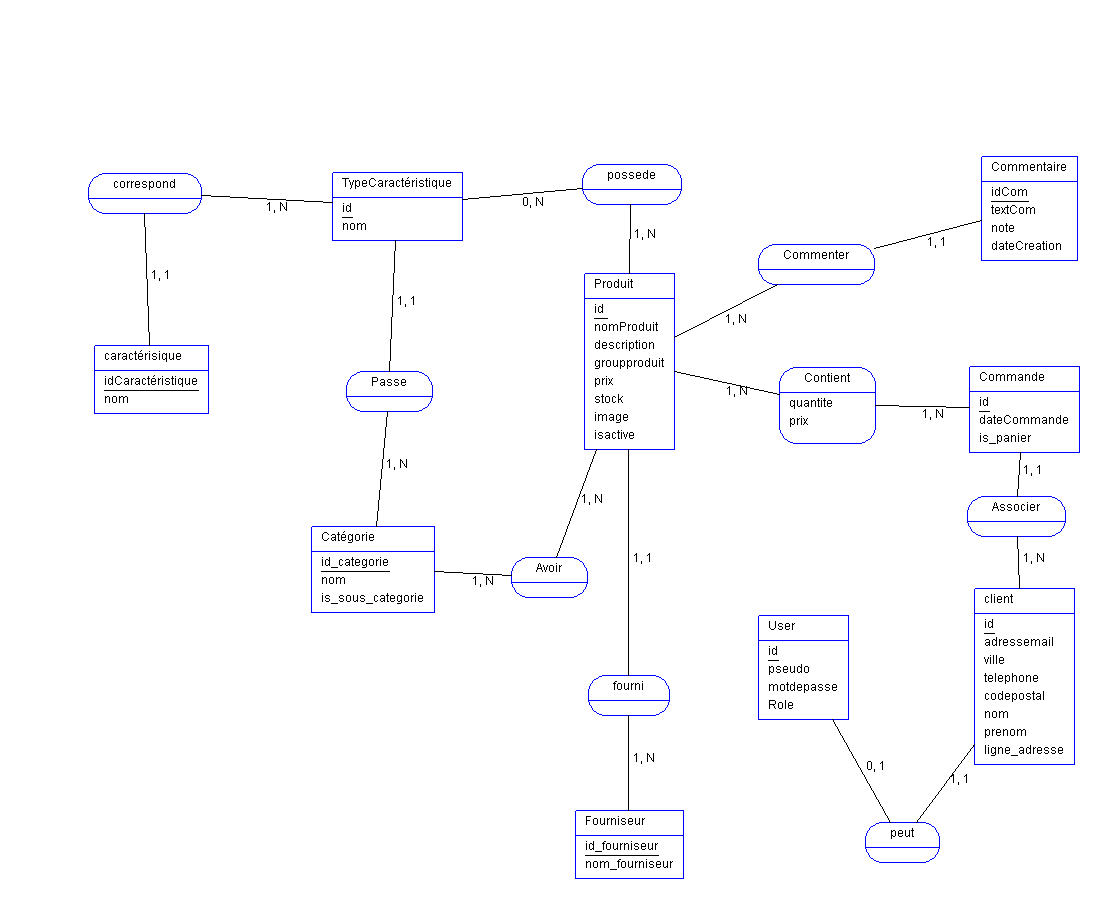 correspond
1, N
TypeCaractéristique
id
nom
0, N
possede
1, N
Commentaire
idCom
textCom
note
dateCreation
1, 1
Commenter
1, N
1, 1
caractérisique
idCaractéristique
nom
1, 1
Passe
1, N
Produit
id
nomProduit
description
groupproduit
prix
stock
image
isactive
1, N
Contient
quantite
prix
1, N
Commande
id
dateCommande
is_panier
1, 1
Associer
1, N
Catégorie
id_categorie
nom
is_sous_categorie
1, N
Avoir
1, N
1, 1
fourni
1, N
Fourniseur
id_fourniseur
nom_fourniseur
User
id
pseudo
motdepasse
Role
0, 1
client
id
adressemail
ville
telephone
codepostal
nom
prenom
ligne_adresse
1, 1
peut